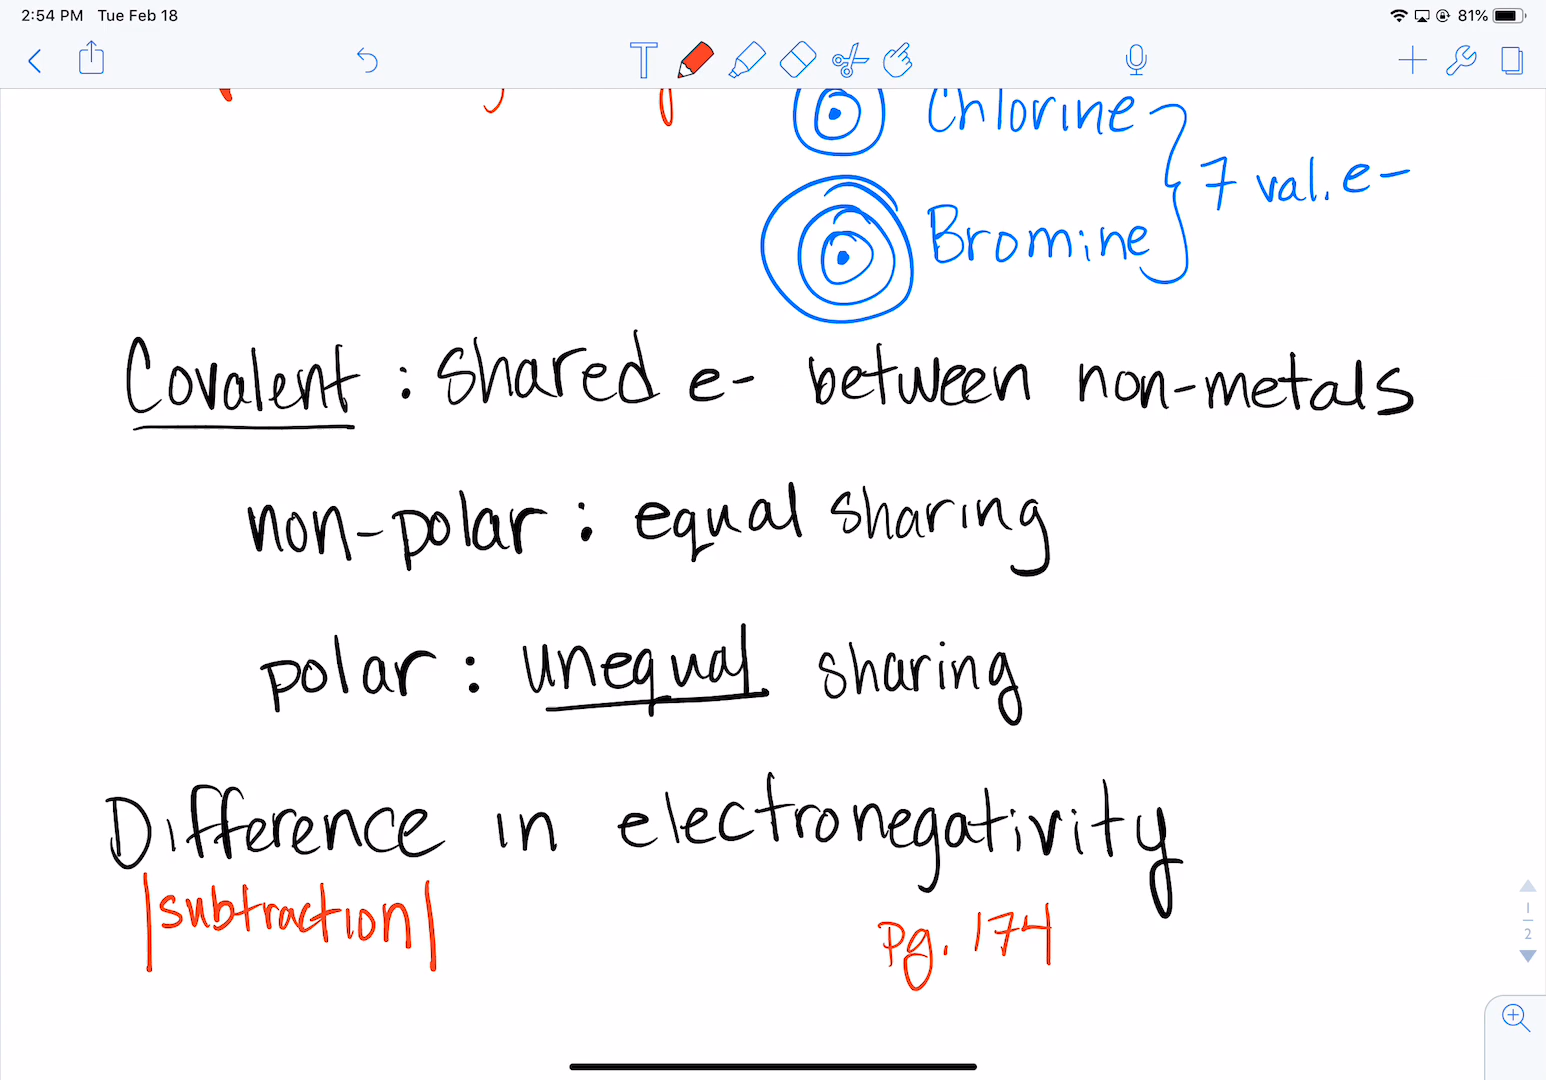 2:54 PM Tue Feb 18
81%
T
Chlorine
7 val. e-
Bromine
Covalent : shared e- between non-metals
non-polar : equal sharing
polar : unequal sharing
Difference in electronegativity
|subtraction|
pg. 174
1
2